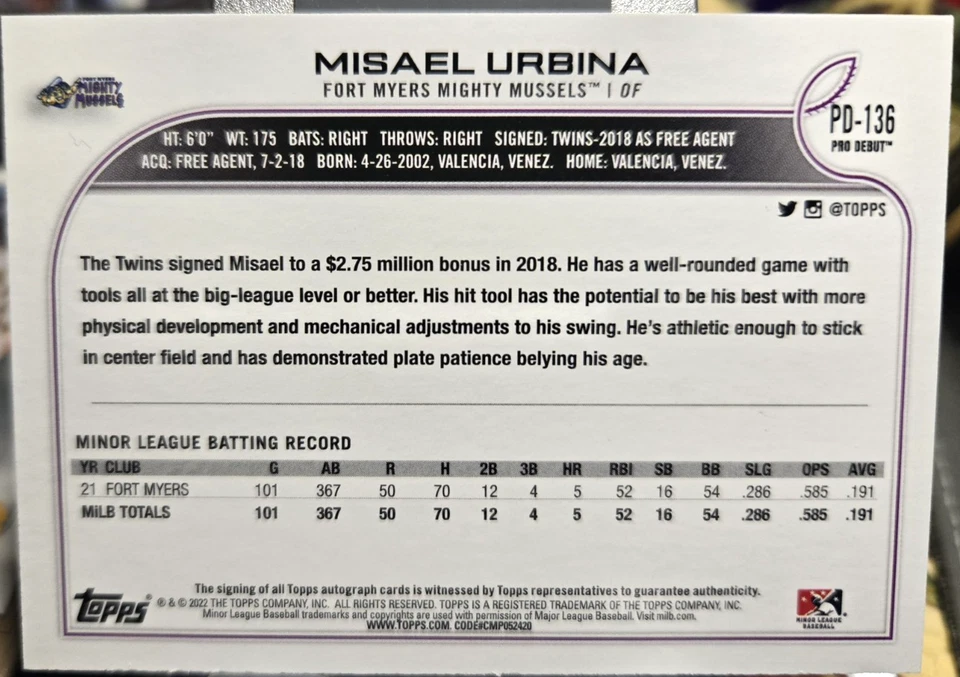 FORT MYERS
MIGHTY
MUSSELS
MISAEL URBINA
FORT MYERS MIGHTY MUSSELS™ | OF
PD-136
PRO DEBUT™
HT: 6'0" WT: 175 BATS: RIGHT THROWS: RIGHT SIGNED: TWINS-2018 AS FREE AGENT
ACQ: FREE AGENT, 7-2-18 BORN: 4-26-2002, VALENCIA, VENEZ. HOME: VALENCIA, VENEZ.
@TOPPS
The Twins signed Misael to a $2.75 million bonus in 2018. He has a well-rounded game with
tools all at the big-league level or better. His hit tool has the potential to be his best with more
physical development and mechanical adjustments to his swing. He's athletic enough to stick
in center field and has demonstrated plate patience belying his age.
MINOR LEAGUE BATTING RECORD
YR CLUB G AB R H 2B 3B HR RBI SB BB SLG OPS AVG
21 FORT MYERS 101 367 50 70 12 4 5 52 16 54 .286 .585 .191
MiLB TOTALS 101 367 50 70 12 4 5 52 16 54 .286 .585 .191
The signing of all Topps autograph cards is witnessed by Topps representatives to guarantee authenticity.
Topps ® & © 2022 THE TOPPS COMPANY, INC. ALL RIGHTS RESERVED. TOPPS IS A REGISTERED TRADEMARK OF THE TOPPS COMPANY, INC.
Minor League Baseball trademarks and copyrights are used with permission of Major League Baseball. Visit milb.com.
WWW.TOPPS.COM. CODE#CMP052420
MINOR LEAGUE
BASEBALL